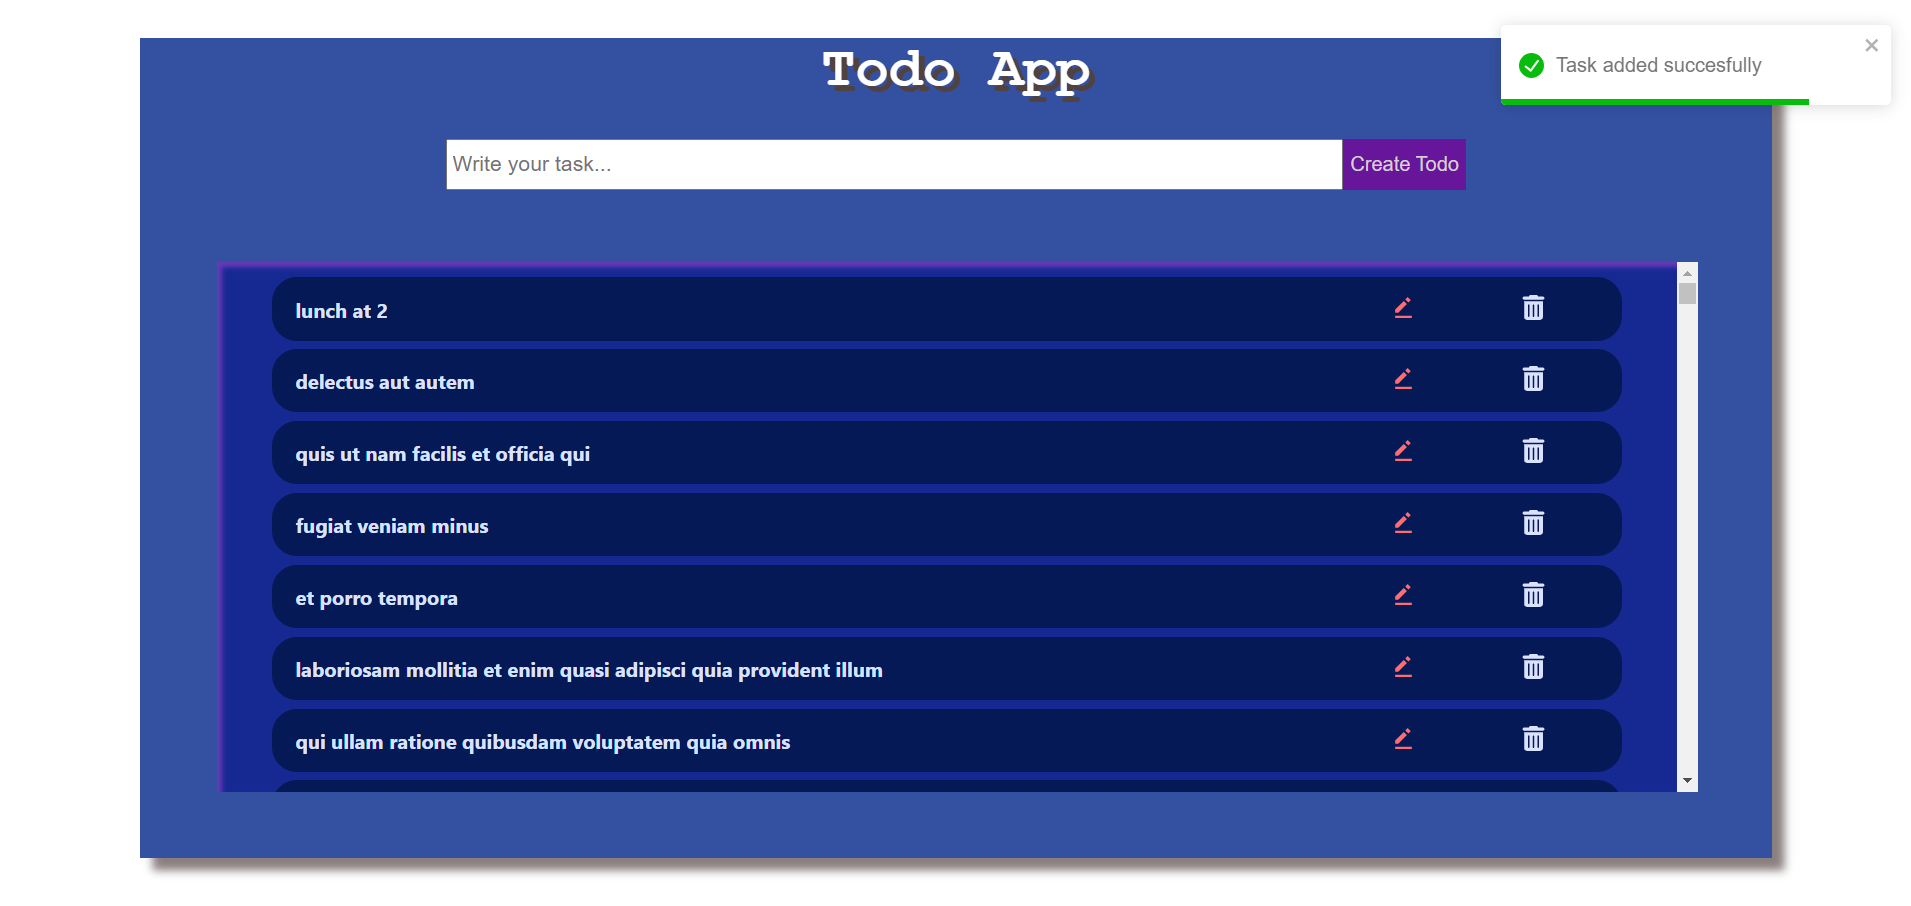 Todo App
Task added succesfully
Write your task...
Create Todo
lunch at 2
delectus aut autem
quis ut nam facilis et officia qui
fugiat veniam minus
et porro tempora
laboriosam mollitia et enim quasi adipisci quia provident illum
qui ullam ratione quibusdam voluptatem quia omnis